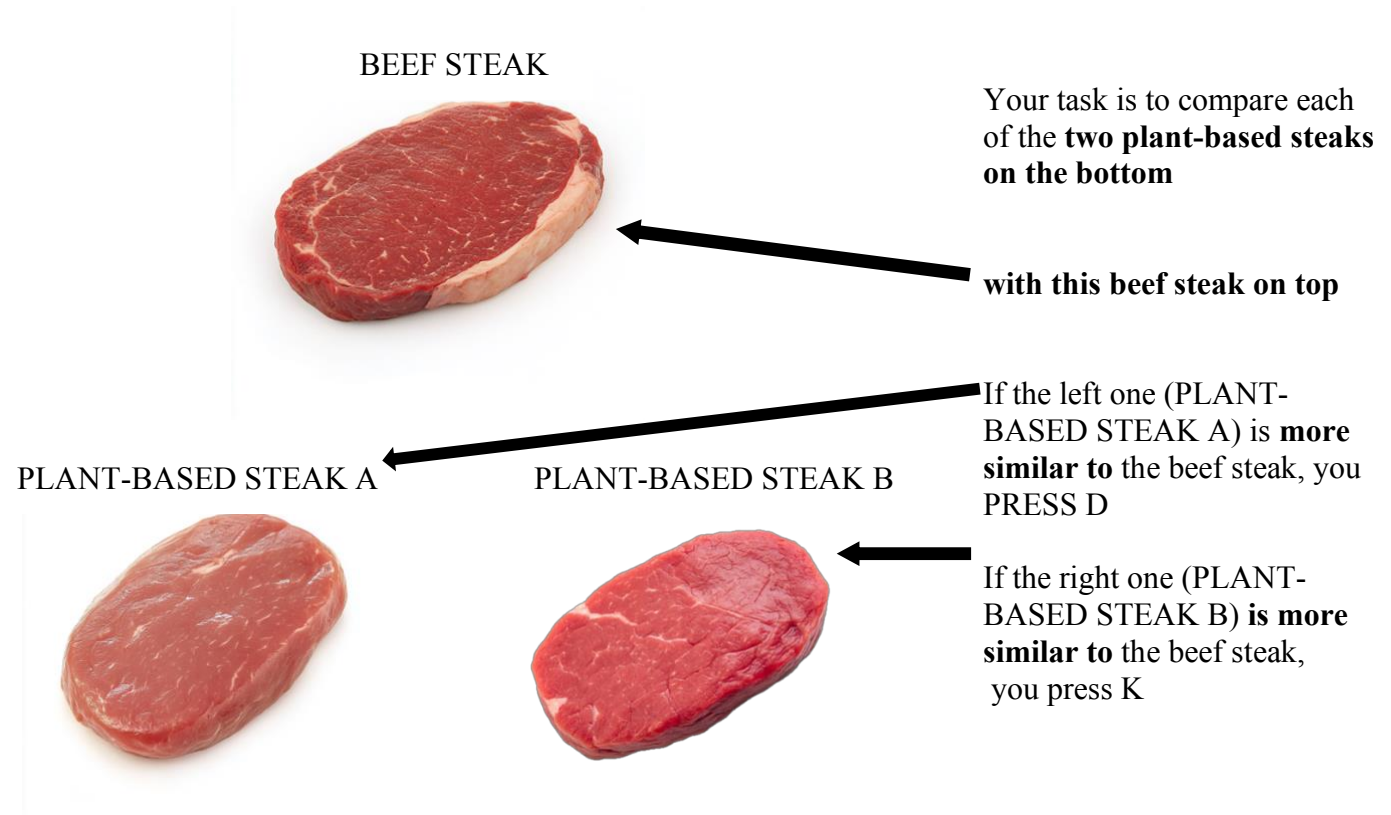 BEEF STEAK
Your task is to compare each
of the two plant-based steaks
on the bottom
with this beef steak on top
If the left one (PLANT-
BASED STEAK A) is more
similar to the beef steak, you
PRESS D
PLANT-BASED STEAK A
PLANT-BASED STEAK B
If the right one (PLANT-
BASED STEAK B) is more
similar to the beef steak,
you press K